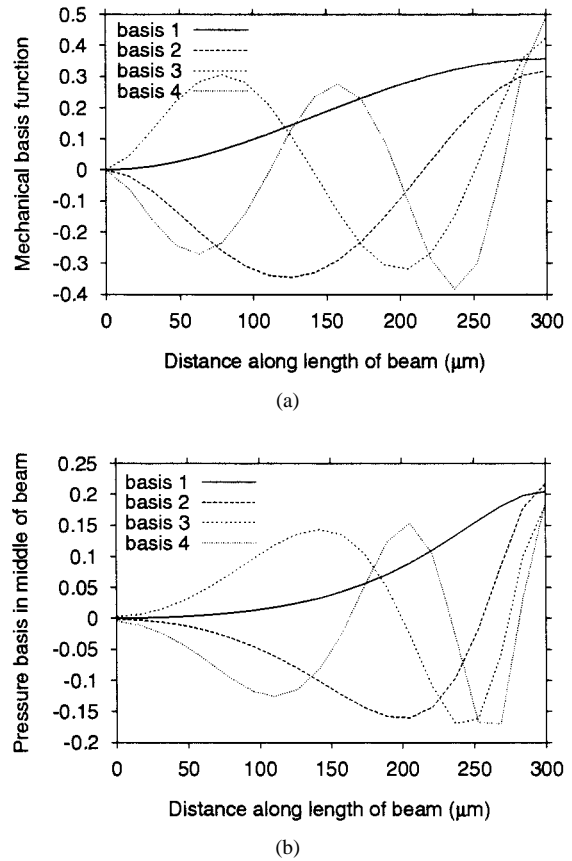 0.5
0.4
0.3
0.2
0.1
0
-0.1
-0.2
-0.3
-0.4
Mechanical basis function
basis 1
basis 2
basis 3
basis 4
0 50 100 150 200 250 300
Distance along length of beam (μm)
(a)
0.25
0.2
0.15
0.1
0.05
0
-0.05
-0.1
-0.15
-0.2
Pressure basis in middle of beam
basis 1
basis 2
basis 3
basis 4
0 50 100 150 200 250 300
Distance along length of beam (μm)
(b)